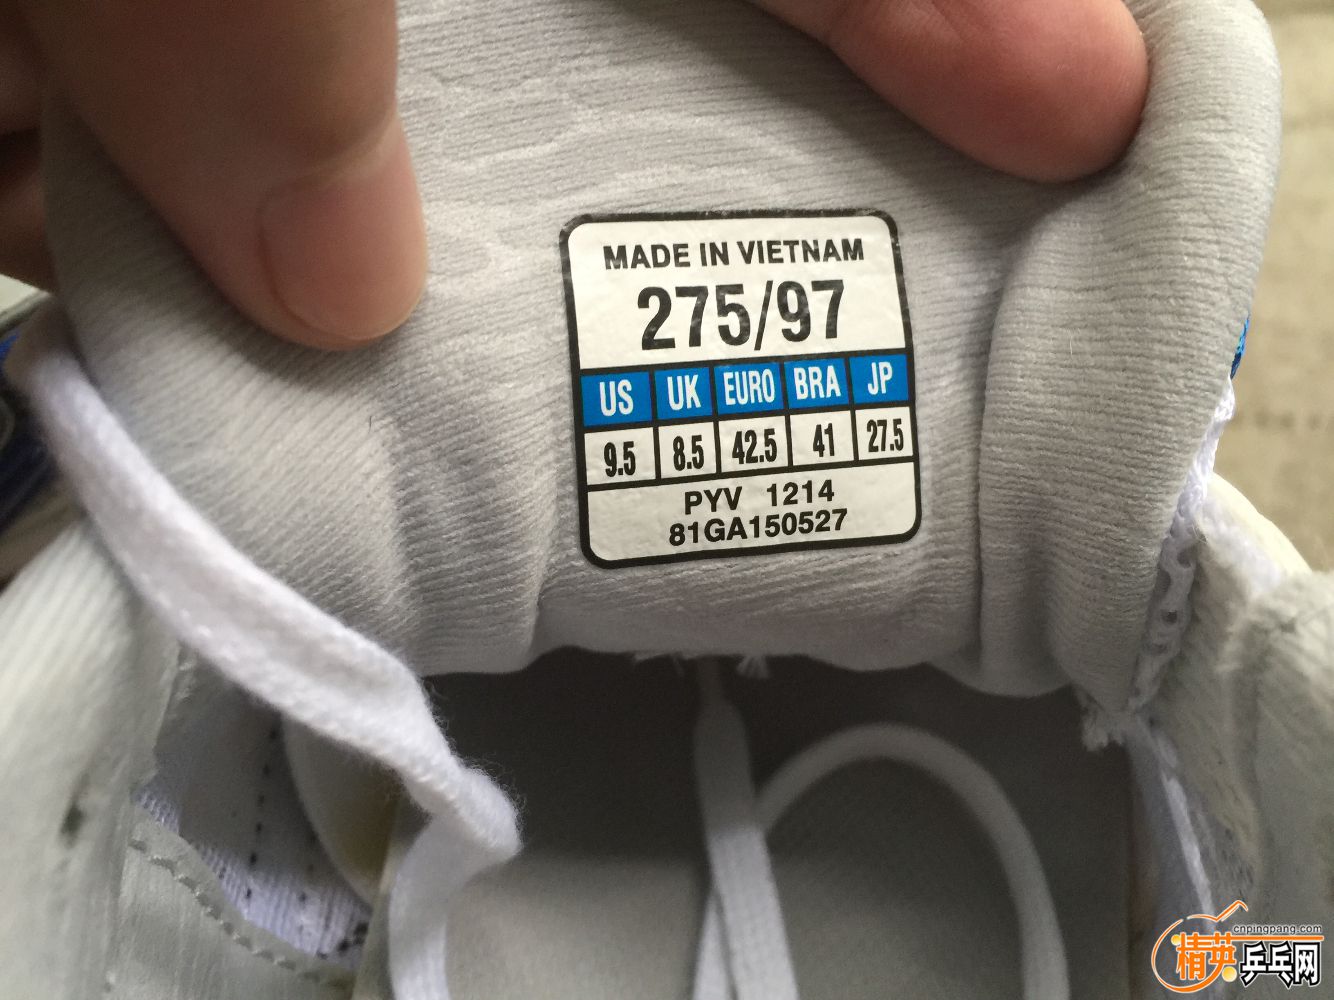 MADE IN VIETNAM
275/97
US UK EURO BRA JP
9.5 8.5 42.5 41 27.5
PYV 1214
81GA150527
cnpingpang.com
精英乒乓网